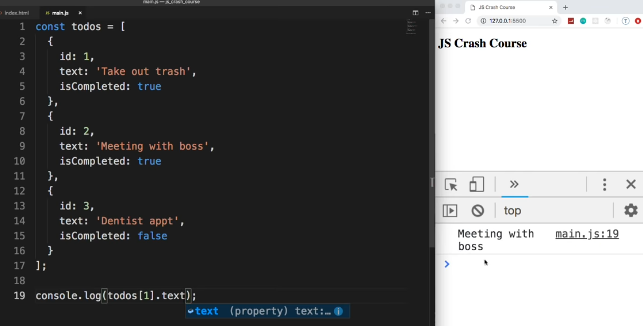 main.js — js_crash_course
index.html
main.js ×
1 const todos = [
2 {
3 id: 1,
4 text: 'Take out trash',
5 isCompleted: true
6 },
7 {
8 id: 2,
9 text: 'Meeting with boss',
10 isCompleted: true
11 },
12 {
13 id: 3,
14 text: 'Dentist appt',
15 isCompleted: false
16 }
17 ];
18
19 console.log(todos[1].text);
text (property) text:…
JS Crash Course
127.0.0.1:5500
JS Crash Course
top
Meeting with main.js:19
boss